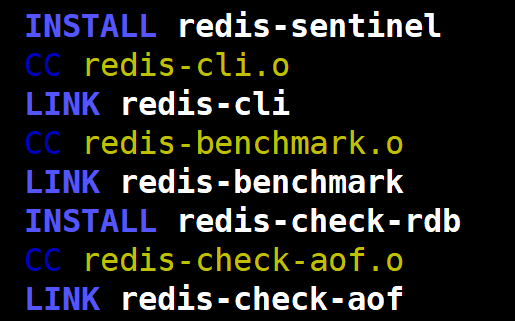 INSTALL redis-sentinel
CC redis-cli.o
LINK redis-cli
CC redis-benchmark.o
LINK redis-benchmark
INSTALL redis-check-rdb
CC redis-check-aof.o
LINK redis-check-aof